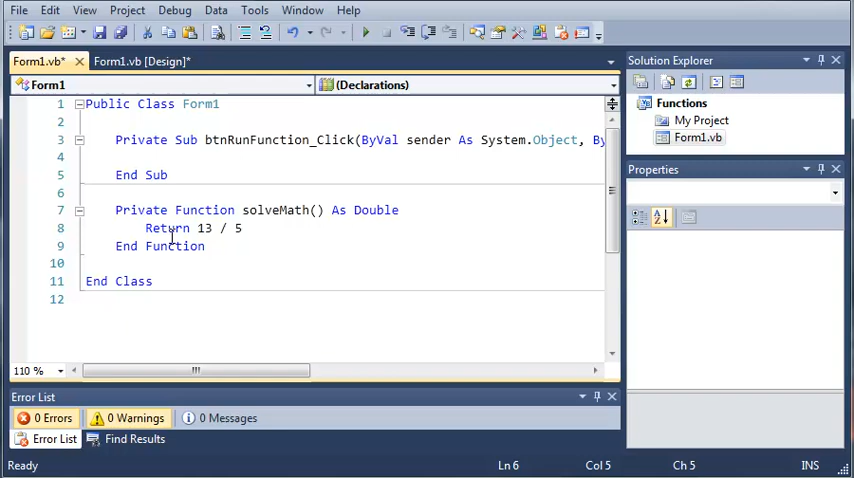 File Edit View Project Debug Data Tools Window Help
Form1.vb* Form1.vb [Design]*
Form1 (Declarations)
1 Public Class Form1
2
3 Private Sub btnRunFunction_Click(ByVal sender As System.Object, By
4
5 End Sub
6
7 Private Function solveMath() As Double
8 Return 13 / 5
9 End Function
10
11 End Class
12
110 %
Error List
0 Errors 0 Warnings 0 Messages
Error List Find Results
Solution Explorer
Functions
My Project
Form1.vb
Properties
Ready Ln 6 Col 5 Ch 5 INS